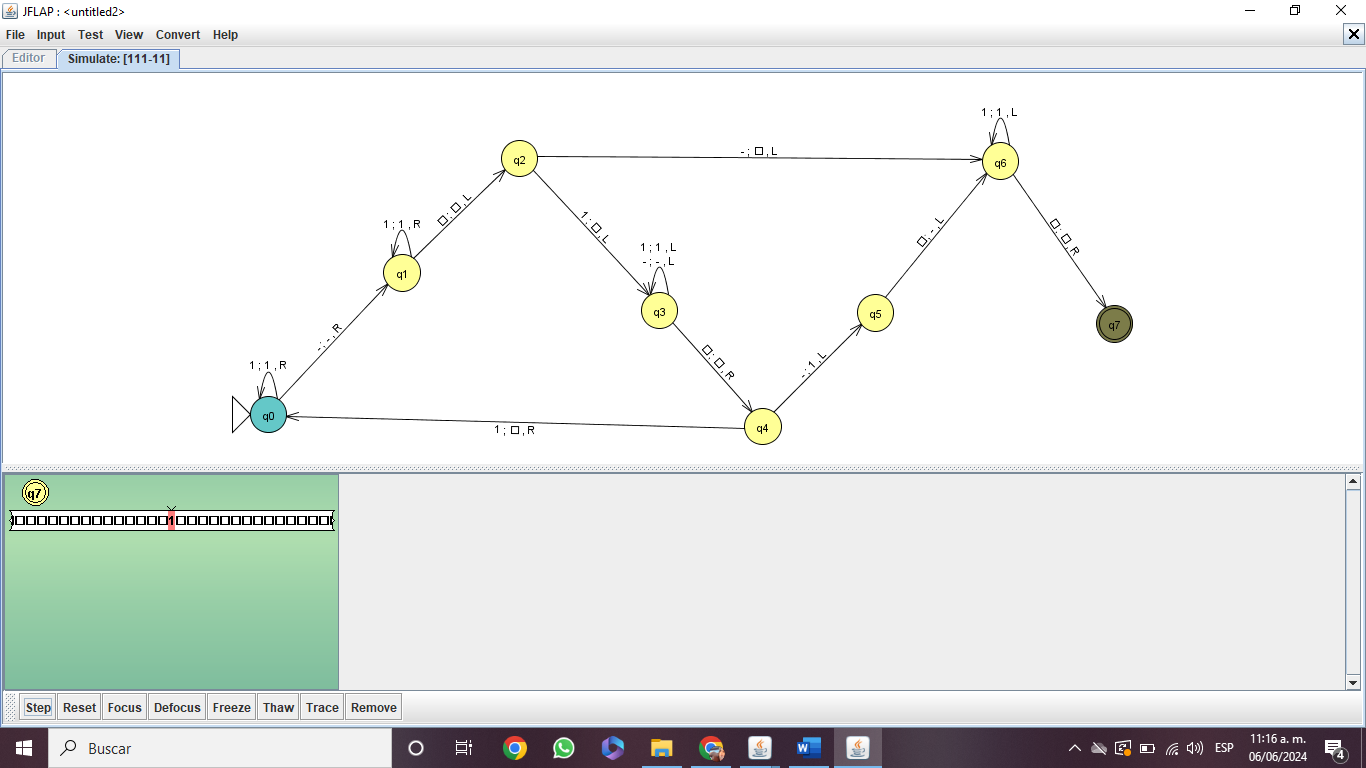 JFLAP : <untitled2>
File Input Test View Convert Help
Editor Simulate: [111-11]
1 ; 1 , L
q2
- ; □ , L
q6
1 ; 1 , R
□ ; □ , L
1 ; □ , L
□ ; - , L
□ ; □ , R
1 ; 1 , L
- ; - , L
q1
q3
q5
q7
- ; - , R
□ ; □ , R
- ; 1 , L
1 ; 1 , R
q0
q4
1 ; □ , R
q7
□□□□□□□□□□□□□□1□□□□□□□□□□□□□□
Step Reset Focus Defocus Freeze Thaw Trace Remove
Buscar
ESP
11:16 a. m.
06/06/2024
4